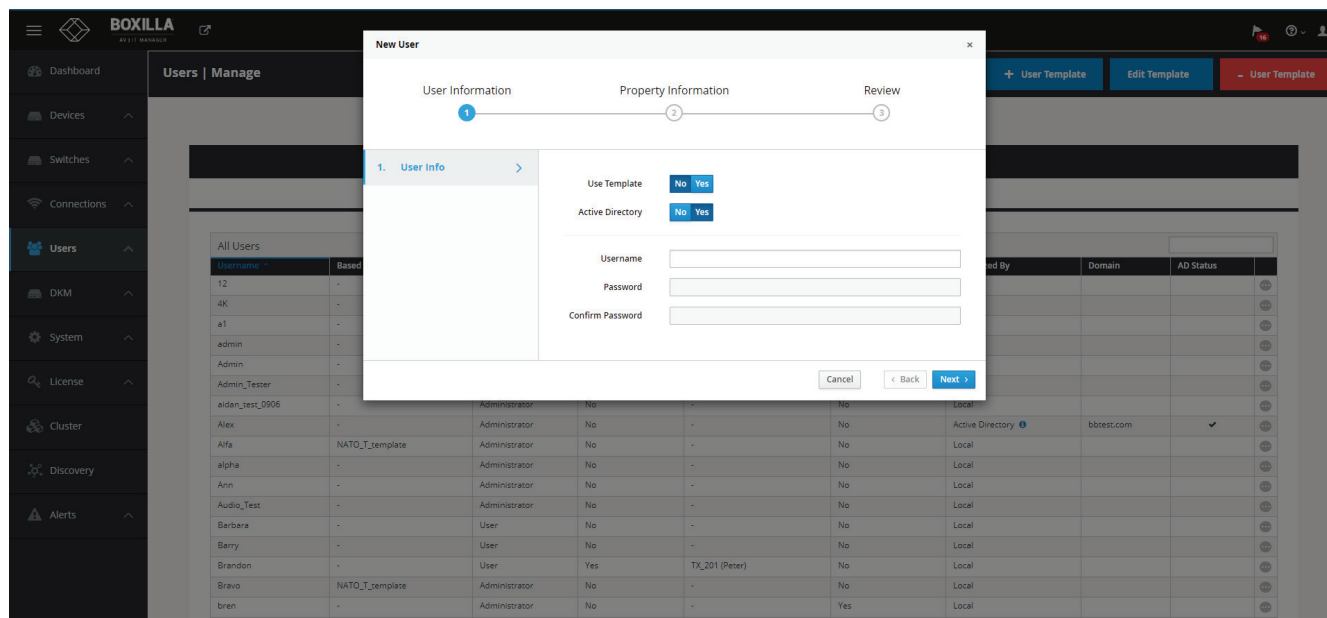 BOXILLA
AV | IT MANAGER
16
Dashboard
Devices
Switches
Connections
Users
DKM
System
License
Cluster
Discovery
Alerts
Users | Manage
+ User Template
Edit Template
- User Template
New User
×
User Information
Property Information
Review
1
2
3
1. User Info
Use Template No Yes
Active Directory No Yes
Username
Password
Confirm Password
Cancel
< Back
Next >
All Users
Username Based ed By Domain AD Status
12 -
4K -
a1 -
admin -
Admin -
Admin_Tester -
aidan_test_0906 - Administrator No - No Local
Alex - Administrator No - No Active Directory bbtest.com
Alfa NATO_T_template Administrator No - No Local
alpha - Administrator No - No Local
Ann - Administrator No - No Local
Audio_Test - Administrator No - No Local
Barbara - User No - No Local
Barry - User No - No Local
Brandon - User Yes TX_201 (Peter) No Local
Bravo NATO_T_template Administrator No - No Local
bren - Administrator No - Yes Local